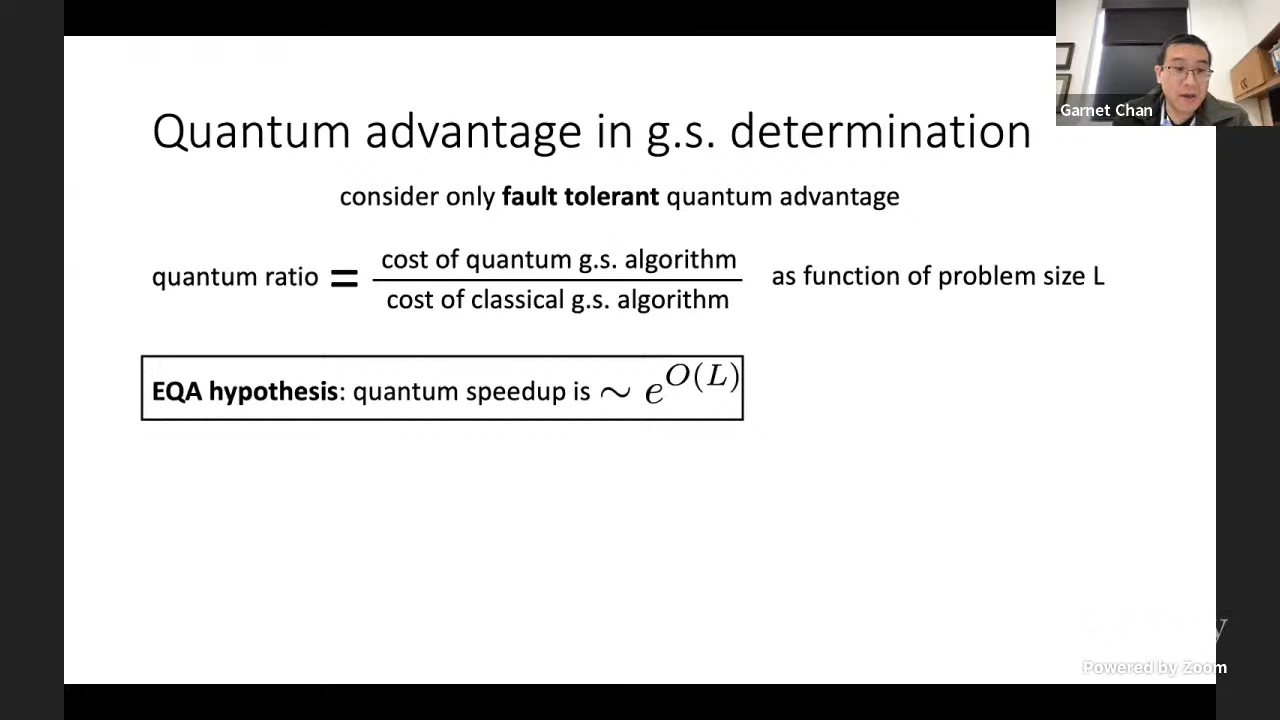 Garnet Chan
Quantum advantage in g.s. determination
consider only fault tolerant quantum advantage
quantum ratio = cost of quantum g.s. algorithm / cost of classical g.s. algorithm as function of problem size L
EQA hypothesis: quantum speedup is ∼ e^{O(L)}
Powered by Zoom